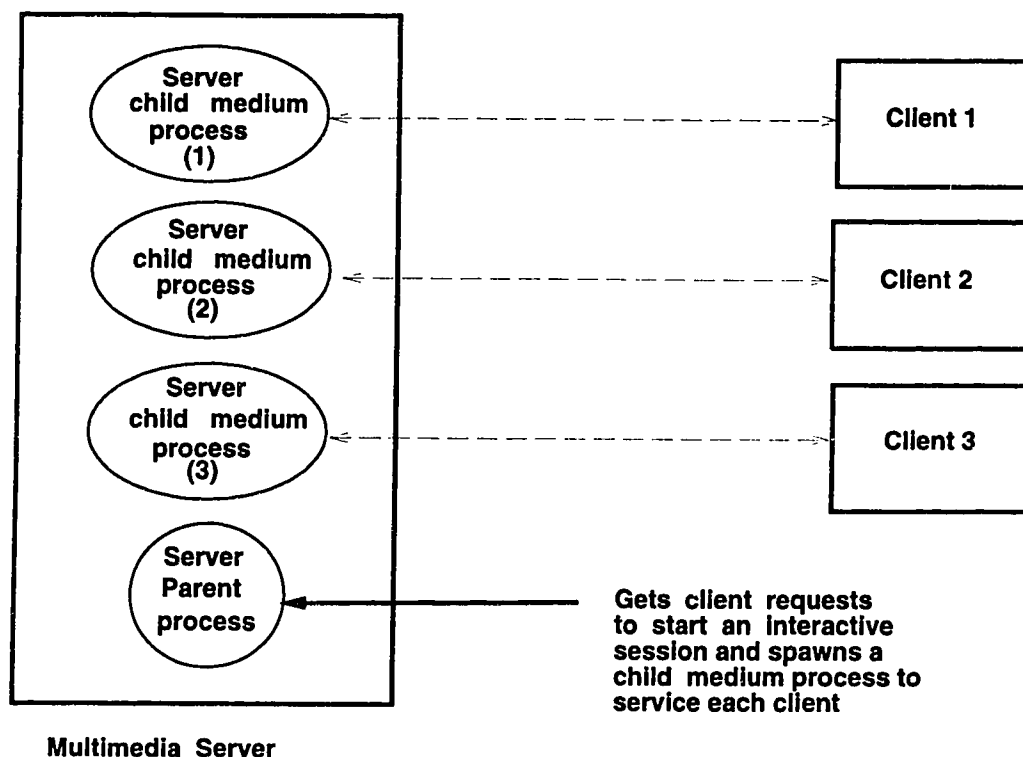 Server
child medium
process
(1)
Client 1
Server
child medium
process
(2)
Client 2
Server
child medium
process
(3)
Client 3
Server
Parent
process
Gets client requests
to start an interactive
session and spawns a
child medium process to
service each client
Multimedia Server